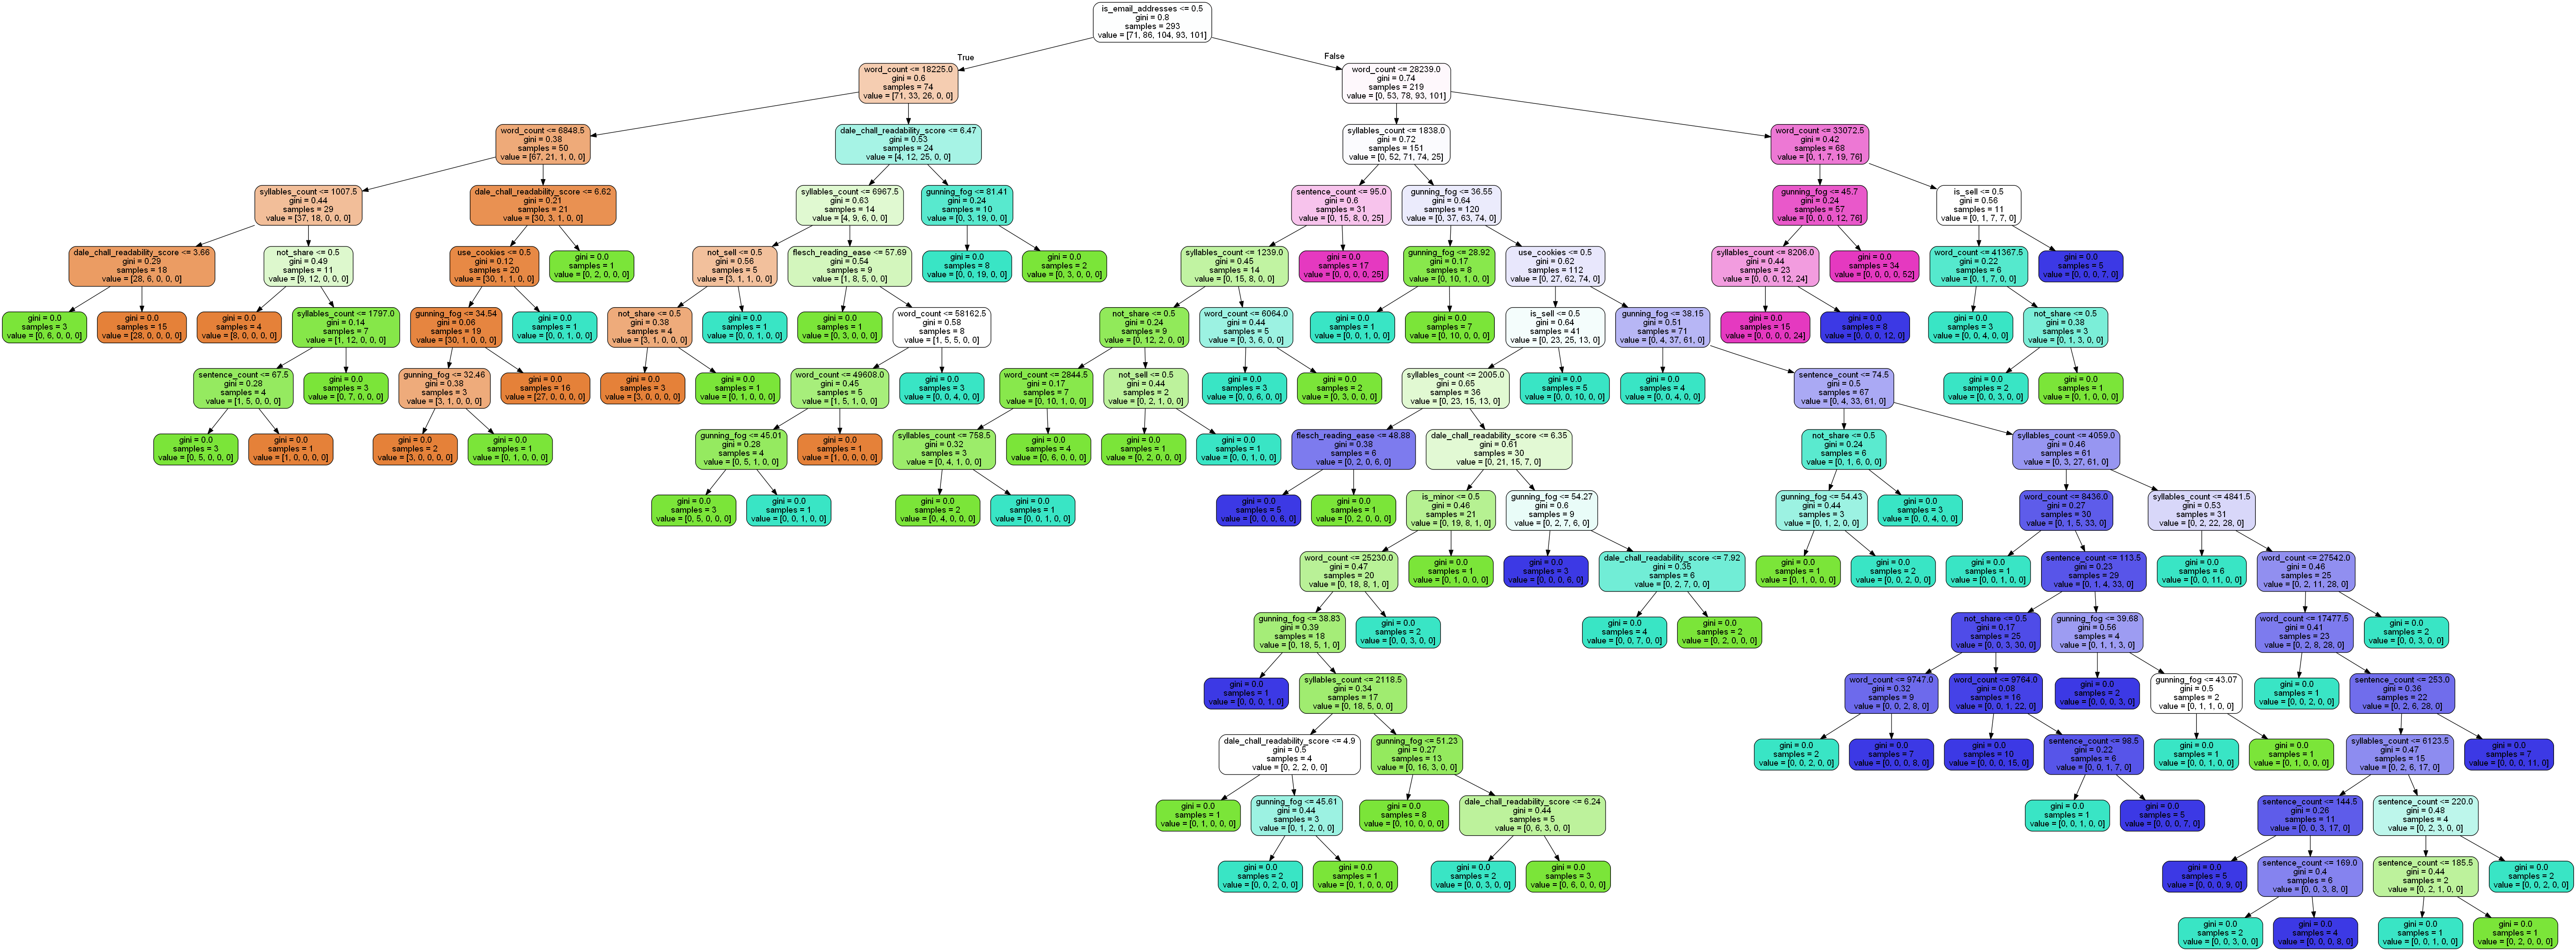 is_email_addresses <= 0.5
gini = 0.8
samples = 293
value = [71, 86, 104, 93, 101]
True
False
word_count <= 18225.0
gini = 0.6
samples = 74
value = [71, 33, 26, 0, 0]
word_count <= 28239.0
gini = 0.74
samples = 219
value = [0, 53, 78, 93, 101]
word_count <= 6848.5
gini = 0.38
samples = 50
value = [67, 21, 1, 0, 0]
dale_chall_readability_score <= 6.47
gini = 0.53
samples = 24
value = [4, 12, 25, 0, 0]
syllables_count <= 1838.0
gini = 0.72
samples = 151
value = [0, 52, 71, 74, 25]
word_count <= 33072.5
gini = 0.42
samples = 68
value = [0, 1, 7, 19, 76]
syllables_count <= 1007.5
gini = 0.44
samples = 29
value = [37, 18, 0, 0, 0]
dale_chall_readability_score <= 6.62
gini = 0.21
samples = 21
value = [30, 3, 1, 0, 0]
syllables_count <= 6967.5
gini = 0.63
samples = 14
value = [4, 9, 6, 0, 0]
gunning_fog <= 81.41
gini = 0.24
samples = 10
value = [0, 3, 19, 0, 0]
sentence_count <= 95.0
gini = 0.6
samples = 31
value = [0, 15, 8, 0, 25]
gunning_fog <= 36.55
gini = 0.64
samples = 120
value = [0, 37, 63, 74, 0]
gunning_fog <= 45.7
gini = 0.24
samples = 57
value = [0, 0, 0, 12, 76]
is_sell <= 0.5
gini = 0.56
samples = 11
value = [0, 1, 7, 7, 0]
dale_chall_readability_score <= 3.66
gini = 0.29
samples = 18
value = [28, 6, 0, 0, 0]
not_share <= 0.5
gini = 0.49
samples = 11
value = [9, 12, 0, 0, 0]
use_cookies <= 0.5
gini = 0.12
samples = 20
value = [30, 1, 1, 0, 0]
gini = 0.0
samples = 1
value = [0, 2, 0, 0, 0]
not_sell <= 0.5
gini = 0.56
samples = 5
value = [3, 1, 1, 0, 0]
flesch_reading_ease <= 57.69
gini = 0.54
samples = 9
value = [1, 8, 5, 0, 0]
gini = 0.0
samples = 8
value = [0, 0, 19, 0, 0]
gini = 0.0
samples = 2
value = [0, 3, 0, 0, 0]
syllables_count <= 1239.0
gini = 0.45
samples = 14
value = [0, 15, 8, 0, 0]
gini = 0.0
samples = 17
value = [0, 0, 0, 0, 25]
gunning_fog <= 28.92
gini = 0.17
samples = 8
value = [0, 10, 1, 0, 0]
use_cookies <= 0.5
gini = 0.62
samples = 112
value = [0, 27, 62, 74, 0]
syllables_count <= 8206.0
gini = 0.44
samples = 23
value = [0, 0, 0, 12, 24]
gini = 0.0
samples = 34
value = [0, 0, 0, 0, 52]
word_count <= 41367.5
gini = 0.22
samples = 6
value = [0, 1, 7, 0, 0]
gini = 0.0
samples = 5
value = [0, 0, 0, 7, 0]
gini = 0.0
samples = 3
value = [0, 6, 0, 0, 0]
gini = 0.0
samples = 15
value = [28, 0, 0, 0, 0]
gini = 0.0
samples = 4
value = [8, 0, 0, 0, 0]
syllables_count <= 1797.0
gini = 0.14
samples = 7
value = [1, 12, 0, 0, 0]
gunning_fog <= 34.54
gini = 0.06
samples = 19
value = [30, 1, 0, 0, 0]
gini = 0.0
samples = 1
value = [0, 0, 1, 0, 0]
not_share <= 0.5
gini = 0.38
samples = 4
value = [3, 1, 0, 0, 0]
gini = 0.0
samples = 1
value = [0, 0, 1, 0, 0]
gini = 0.0
samples = 1
value = [0, 3, 0, 0, 0]
word_count <= 58162.5
gini = 0.58
samples = 8
value = [1, 5, 5, 0, 0]
not_share <= 0.5
gini = 0.24
samples = 9
value = [0, 12, 2, 0, 0]
word_count <= 6064.0
gini = 0.44
samples = 5
value = [0, 3, 6, 0, 0]
gini = 0.0
samples = 1
value = [0, 0, 1, 0, 0]
gini = 0.0
samples = 7
value = [0, 10, 0, 0, 0]
is_sell <= 0.5
gini = 0.64
samples = 41
value = [0, 23, 25, 13, 0]
gunning_fog <= 38.15
gini = 0.51
samples = 71
value = [0, 4, 37, 61, 0]
gini = 0.0
samples = 15
value = [0, 0, 0, 0, 24]
gini = 0.0
samples = 8
value = [0, 0, 0, 12, 0]
gini = 0.0
samples = 3
value = [0, 0, 4, 0, 0]
not_share <= 0.5
gini = 0.38
samples = 3
value = [0, 1, 3, 0, 0]
sentence_count <= 67.5
gini = 0.28
samples = 4
value = [1, 5, 0, 0, 0]
gini = 0.0
samples = 3
value = [0, 7, 0, 0, 0]
gunning_fog <= 32.46
gini = 0.38
samples = 3
value = [3, 1, 0, 0, 0]
gini = 0.0
samples = 16
value = [27, 0, 0, 0, 0]
gini = 0.0
samples = 3
value = [3, 0, 0, 0, 0]
gini = 0.0
samples = 1
value = [0, 1, 0, 0, 0]
word_count <= 49608.0
gini = 0.45
samples = 5
value = [1, 5, 1, 0, 0]
gini = 0.0
samples = 3
value = [0, 0, 4, 0, 0]
word_count <= 2844.5
gini = 0.17
samples = 7
value = [0, 10, 1, 0, 0]
not_sell <= 0.5
gini = 0.44
samples = 2
value = [0, 2, 1, 0, 0]
gini = 0.0
samples = 3
value = [0, 0, 6, 0, 0]
gini = 0.0
samples = 2
value = [0, 3, 0, 0, 0]
syllables_count <= 2005.0
gini = 0.65
samples = 36
value = [0, 23, 15, 13, 0]
gini = 0.0
samples = 5
value = [0, 0, 10, 0, 0]
gini = 0.0
samples = 4
value = [0, 0, 4, 0, 0]
sentence_count <= 74.5
gini = 0.5
samples = 67
value = [0, 4, 33, 61, 0]
gini = 0.0
samples = 2
value = [0, 0, 3, 0, 0]
gini = 0.0
samples = 1
value = [0, 1, 0, 0, 0]
gini = 0.0
samples = 3
value = [0, 5, 0, 0, 0]
gini = 0.0
samples = 1
value = [1, 0, 0, 0, 0]
gini = 0.0
samples = 2
value = [3, 0, 0, 0, 0]
gini = 0.0
samples = 1
value = [0, 1, 0, 0, 0]
gunning_fog <= 45.01
gini = 0.28
samples = 4
value = [0, 5, 1, 0, 0]
gini = 0.0
samples = 1
value = [1, 0, 0, 0, 0]
syllables_count <= 758.5
gini = 0.32
samples = 3
value = [0, 4, 1, 0, 0]
gini = 0.0
samples = 4
value = [0, 6, 0, 0, 0]
gini = 0.0
samples = 1
value = [0, 2, 0, 0, 0]
gini = 0.0
samples = 1
value = [0, 0, 1, 0, 0]
flesch_reading_ease <= 48.88
gini = 0.38
samples = 6
value = [0, 2, 0, 6, 0]
dale_chall_readability_score <= 6.35
gini = 0.61
samples = 30
value = [0, 21, 15, 7, 0]
not_share <= 0.5
gini = 0.24
samples = 6
value = [0, 1, 6, 0, 0]
syllables_count <= 4059.0
gini = 0.46
samples = 61
value = [0, 3, 27, 61, 0]
gini = 0.0
samples = 3
value = [0, 5, 0, 0, 0]
gini = 0.0
samples = 1
value = [0, 0, 1, 0, 0]
gini = 0.0
samples = 2
value = [0, 4, 0, 0, 0]
gini = 0.0
samples = 1
value = [0, 0, 1, 0, 0]
gini = 0.0
samples = 5
value = [0, 0, 0, 6, 0]
gini = 0.0
samples = 1
value = [0, 2, 0, 0, 0]
is_minor <= 0.5
gini = 0.46
samples = 21
value = [0, 19, 8, 1, 0]
gunning_fog <= 54.27
gini = 0.6
samples = 9
value = [0, 2, 7, 6, 0]
gunning_fog <= 54.43
gini = 0.44
samples = 3
value = [0, 1, 2, 0, 0]
gini = 0.0
samples = 3
value = [0, 0, 4, 0, 0]
word_count <= 8436.0
gini = 0.27
samples = 30
value = [0, 1, 5, 33, 0]
syllables_count <= 4841.5
gini = 0.53
samples = 31
value = [0, 2, 22, 28, 0]
word_count <= 25230.0
gini = 0.47
samples = 20
value = [0, 18, 8, 1, 0]
gini = 0.0
samples = 1
value = [0, 1, 0, 0, 0]
gini = 0.0
samples = 3
value = [0, 0, 0, 6, 0]
dale_chall_readability_score <= 7.92
gini = 0.35
samples = 6
value = [0, 2, 7, 0, 0]
gini = 0.0
samples = 1
value = [0, 1, 0, 0, 0]
gini = 0.0
samples = 2
value = [0, 0, 2, 0, 0]
gini = 0.0
samples = 1
value = [0, 0, 1, 0, 0]
sentence_count <= 113.5
gini = 0.23
samples = 29
value = [0, 1, 4, 33, 0]
gini = 0.0
samples = 6
value = [0, 0, 11, 0, 0]
word_count <= 27542.0
gini = 0.46
samples = 25
value = [0, 2, 11, 28, 0]
gunning_fog <= 38.83
gini = 0.39
samples = 18
value = [0, 18, 5, 1, 0]
gini = 0.0
samples = 2
value = [0, 0, 3, 0, 0]
gini = 0.0
samples = 4
value = [0, 0, 7, 0, 0]
gini = 0.0
samples = 2
value = [0, 2, 0, 0, 0]
not_share <= 0.5
gini = 0.17
samples = 25
value = [0, 0, 3, 30, 0]
gunning_fog <= 39.68
gini = 0.56
samples = 4
value = [0, 1, 1, 3, 0]
word_count <= 17477.5
gini = 0.41
samples = 23
value = [0, 2, 8, 28, 0]
gini = 0.0
samples = 2
value = [0, 0, 3, 0, 0]
gini = 0.0
samples = 1
value = [0, 0, 0, 1, 0]
syllables_count <= 2118.5
gini = 0.34
samples = 17
value = [0, 18, 5, 0, 0]
word_count <= 9747.0
gini = 0.32
samples = 9
value = [0, 0, 2, 8, 0]
word_count <= 9764.0
gini = 0.08
samples = 16
value = [0, 0, 1, 22, 0]
gini = 0.0
samples = 2
value = [0, 0, 0, 3, 0]
gunning_fog <= 43.07
gini = 0.5
samples = 2
value = [0, 1, 1, 0, 0]
gini = 0.0
samples = 1
value = [0, 0, 2, 0, 0]
sentence_count <= 253.0
gini = 0.36
samples = 22
value = [0, 2, 6, 28, 0]
dale_chall_readability_score <= 4.9
gini = 0.5
samples = 4
value = [0, 2, 2, 0, 0]
gunning_fog <= 51.23
gini = 0.27
samples = 13
value = [0, 16, 3, 0, 0]
gini = 0.0
samples = 2
value = [0, 0, 2, 0, 0]
gini = 0.0
samples = 7
value = [0, 0, 0, 8, 0]
gini = 0.0
samples = 10
value = [0, 0, 0, 15, 0]
sentence_count <= 98.5
gini = 0.22
samples = 6
value = [0, 0, 1, 7, 0]
gini = 0.0
samples = 1
value = [0, 0, 1, 0, 0]
gini = 0.0
samples = 1
value = [0, 1, 0, 0, 0]
syllables_count <= 6123.5
gini = 0.47
samples = 15
value = [0, 2, 6, 17, 0]
gini = 0.0
samples = 7
value = [0, 0, 0, 11, 0]
gini = 0.0
samples = 1
value = [0, 1, 0, 0, 0]
gunning_fog <= 45.61
gini = 0.44
samples = 3
value = [0, 1, 2, 0, 0]
gini = 0.0
samples = 8
value = [0, 10, 0, 0, 0]
dale_chall_readability_score <= 6.24
gini = 0.44
samples = 5
value = [0, 6, 3, 0, 0]
gini = 0.0
samples = 1
value = [0, 0, 1, 0, 0]
gini = 0.0
samples = 5
value = [0, 0, 0, 7, 0]
sentence_count <= 144.5
gini = 0.26
samples = 11
value = [0, 0, 3, 17, 0]
sentence_count <= 220.0
gini = 0.48
samples = 4
value = [0, 2, 3, 0, 0]
gini = 0.0
samples = 2
value = [0, 0, 2, 0, 0]
gini = 0.0
samples = 1
value = [0, 1, 0, 0, 0]
gini = 0.0
samples = 2
value = [0, 0, 3, 0, 0]
gini = 0.0
samples = 3
value = [0, 6, 0, 0, 0]
gini = 0.0
samples = 5
value = [0, 0, 0, 9, 0]
sentence_count <= 169.0
gini = 0.4
samples = 6
value = [0, 0, 3, 8, 0]
sentence_count <= 185.5
gini = 0.44
samples = 2
value = [0, 2, 1, 0, 0]
gini = 0.0
samples = 2
value = [0, 0, 2, 0, 0]
gini = 0.0
samples = 2
value = [0, 0, 3, 0, 0]
gini = 0.0
samples = 4
value = [0, 0, 0, 8, 0]
gini = 0.0
samples = 1
value = [0, 0, 1, 0, 0]
gini = 0.0
samples = 1
value = [0, 2, 0, 0, 0]